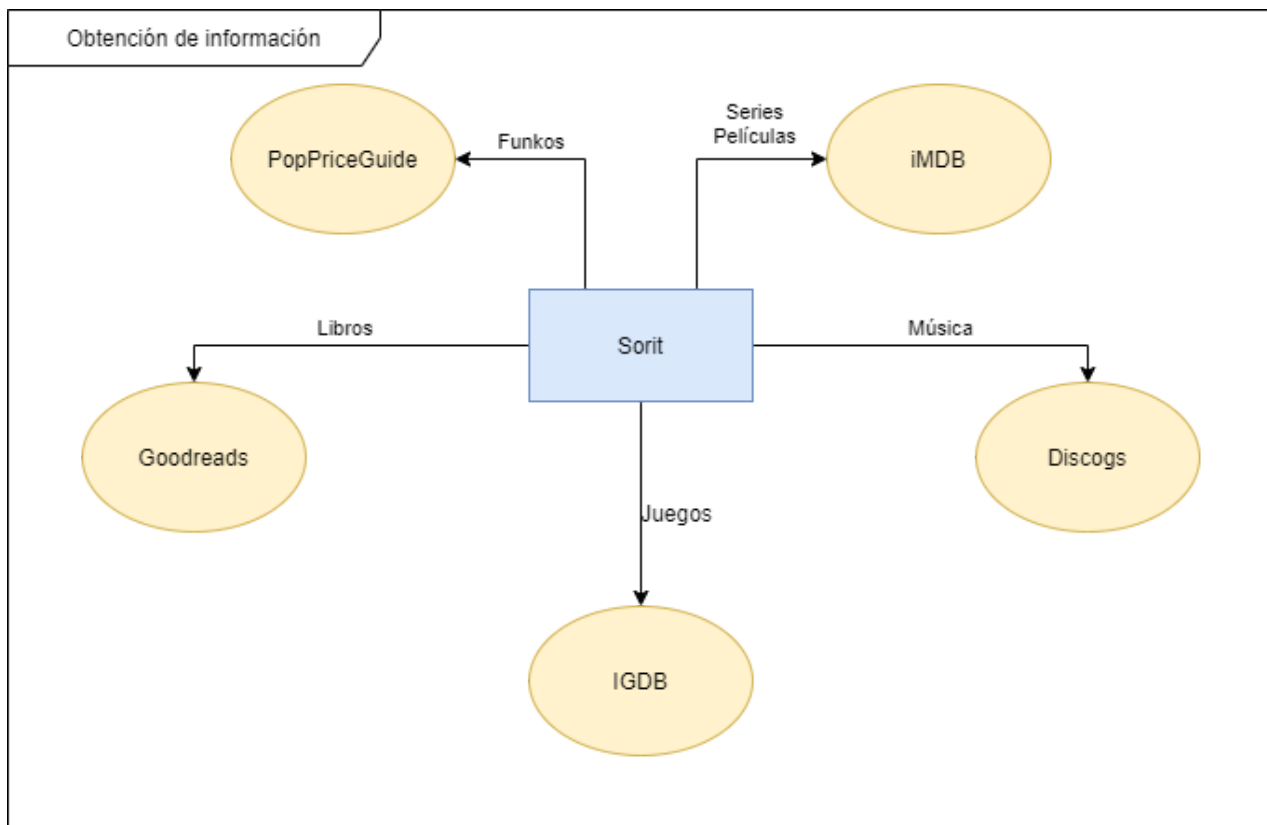 Obtención de información
Series
Películas
Funkos
PopPriceGuide
iMDB
Libros
Sorit
Música
Goodreads
Discogs
Juegos
IGDB